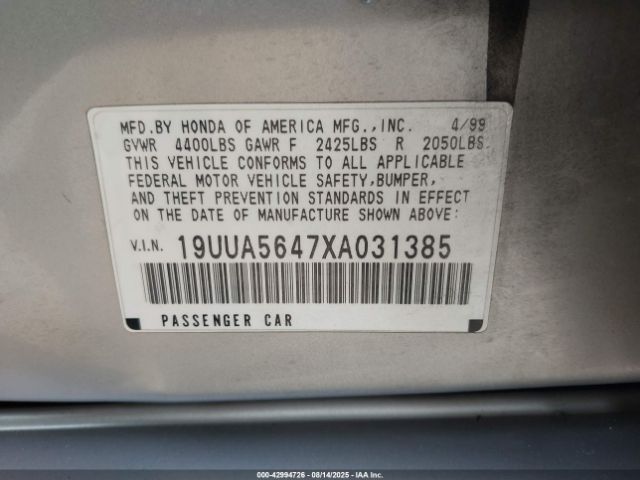 MFD.BY HONDA OF AMERICA MFG.,INC. 4/99
GVWR 4400LBS GAWR F 2425LBS R 2050LBS
THIS VEHICLE CONFORMS TO ALL APPLICABLE
FEDERAL MOTOR VEHICLE SAFETY,BUMPER,
AND THEFT PREVENTION STANDARDS IN EFFECT
ON THE DATE OF MANUFACTURE SHOWN ABOVE:
V.I.N. 19UUA5647XA031385
PASSENGER CAR
000-42994726 - 08/14/2025 - IAA Inc.